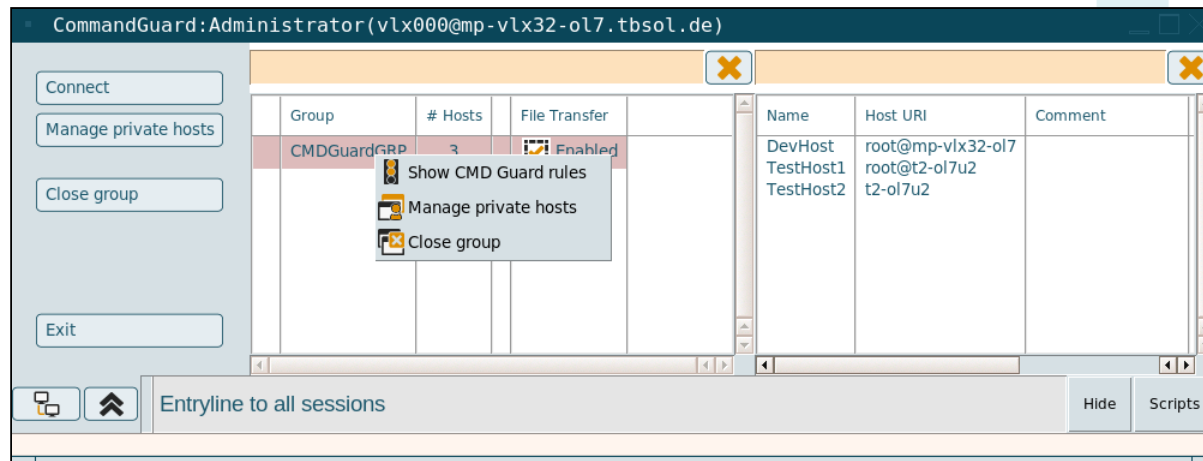 CommandGuard:Administrator(vlx000@mp-vlx32-ol7.tbsol.de)
Connect
Manage private hosts
Close group
Exit
Group # Hosts File Transfer
CMDGuardGRP 3 Enabled
Show CMD Guard rules
Manage private hosts
Close group
Name Host URI Comment
DevHost root@mp-vlx32-ol7
TestHost1 root@t2-ol7u2
TestHost2 t2-ol7u2
Entryline to all sessions
Hide Scripts